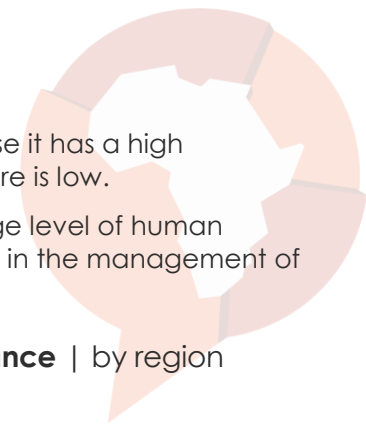 se it has a high
re is low.
ge level of human
in the management of
nce | by region